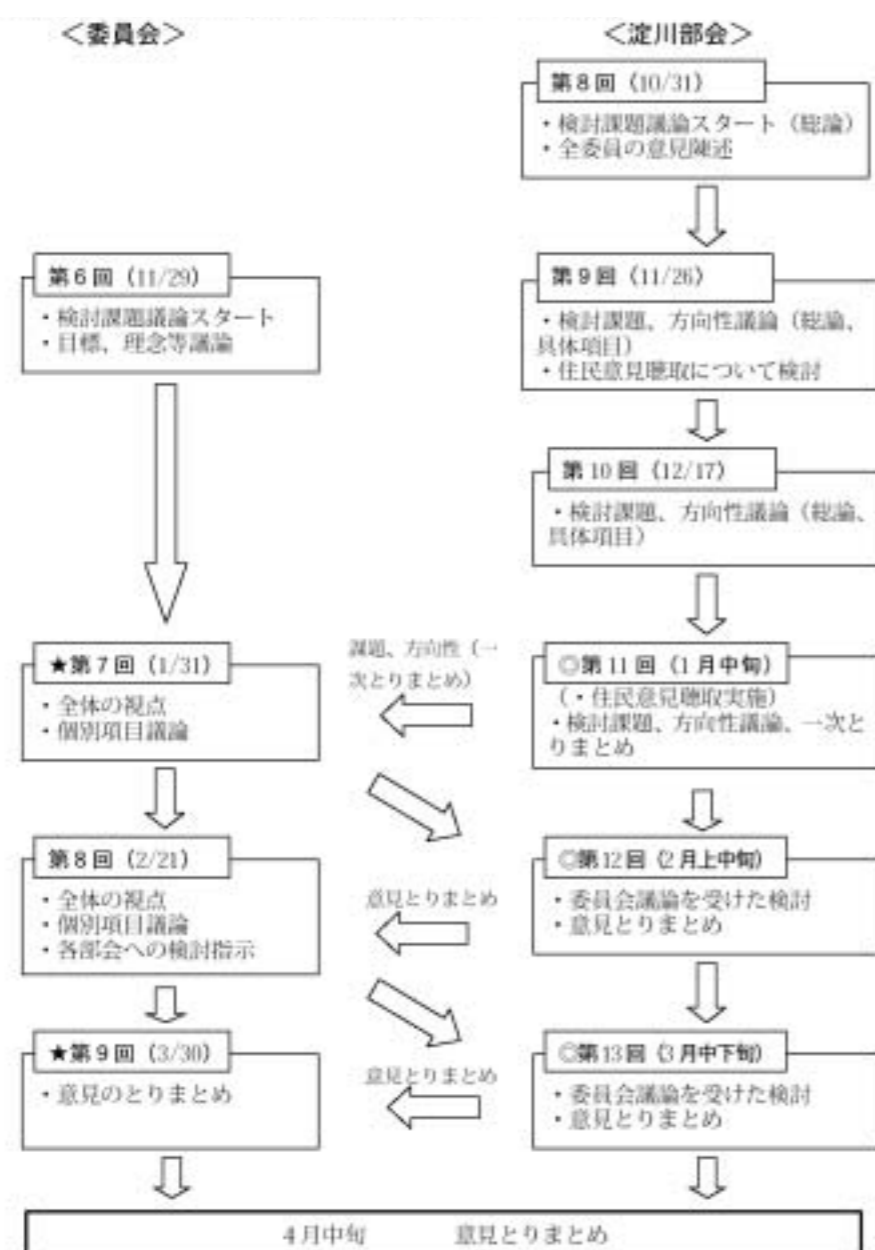 ＜委員会＞
＜淀川部会＞
第８回（10/31）
・検討課題議論スタート（総論）
・全委員の意見陳述
第６回（11/29）
・検討課題議論スタート
・目標、理念等議論
第９回（11/26）
・検討課題、方向性議論（総論、
具体項目）
・住民意見聴取について検討
第10回（12/17）
・検討課題、方向性議論（総論、
具体項目）
★第７回（1/31）
・全体の視点
・個別項目議論
課題、方向性（一
次とりまとめ）
◎第11回（１月中旬）
（・住民意見聴取実施）
・検討課題、方向性議論、一次と
りまとめ
第８回（2/21）
・全体の視点
・個別項目議論
・各部会への検討指示
意見とりまとめ
◎第12回（２月上中旬）
・委員会議論を受けた検討
・意見とりまとめ
★第９回（3/30）
・意見のとりまとめ
意見とりまとめ
◎第13回（３月中下旬）
・委員会議論を受けた検討
・意見とりまとめ
４月中旬　　意見とりまとめ